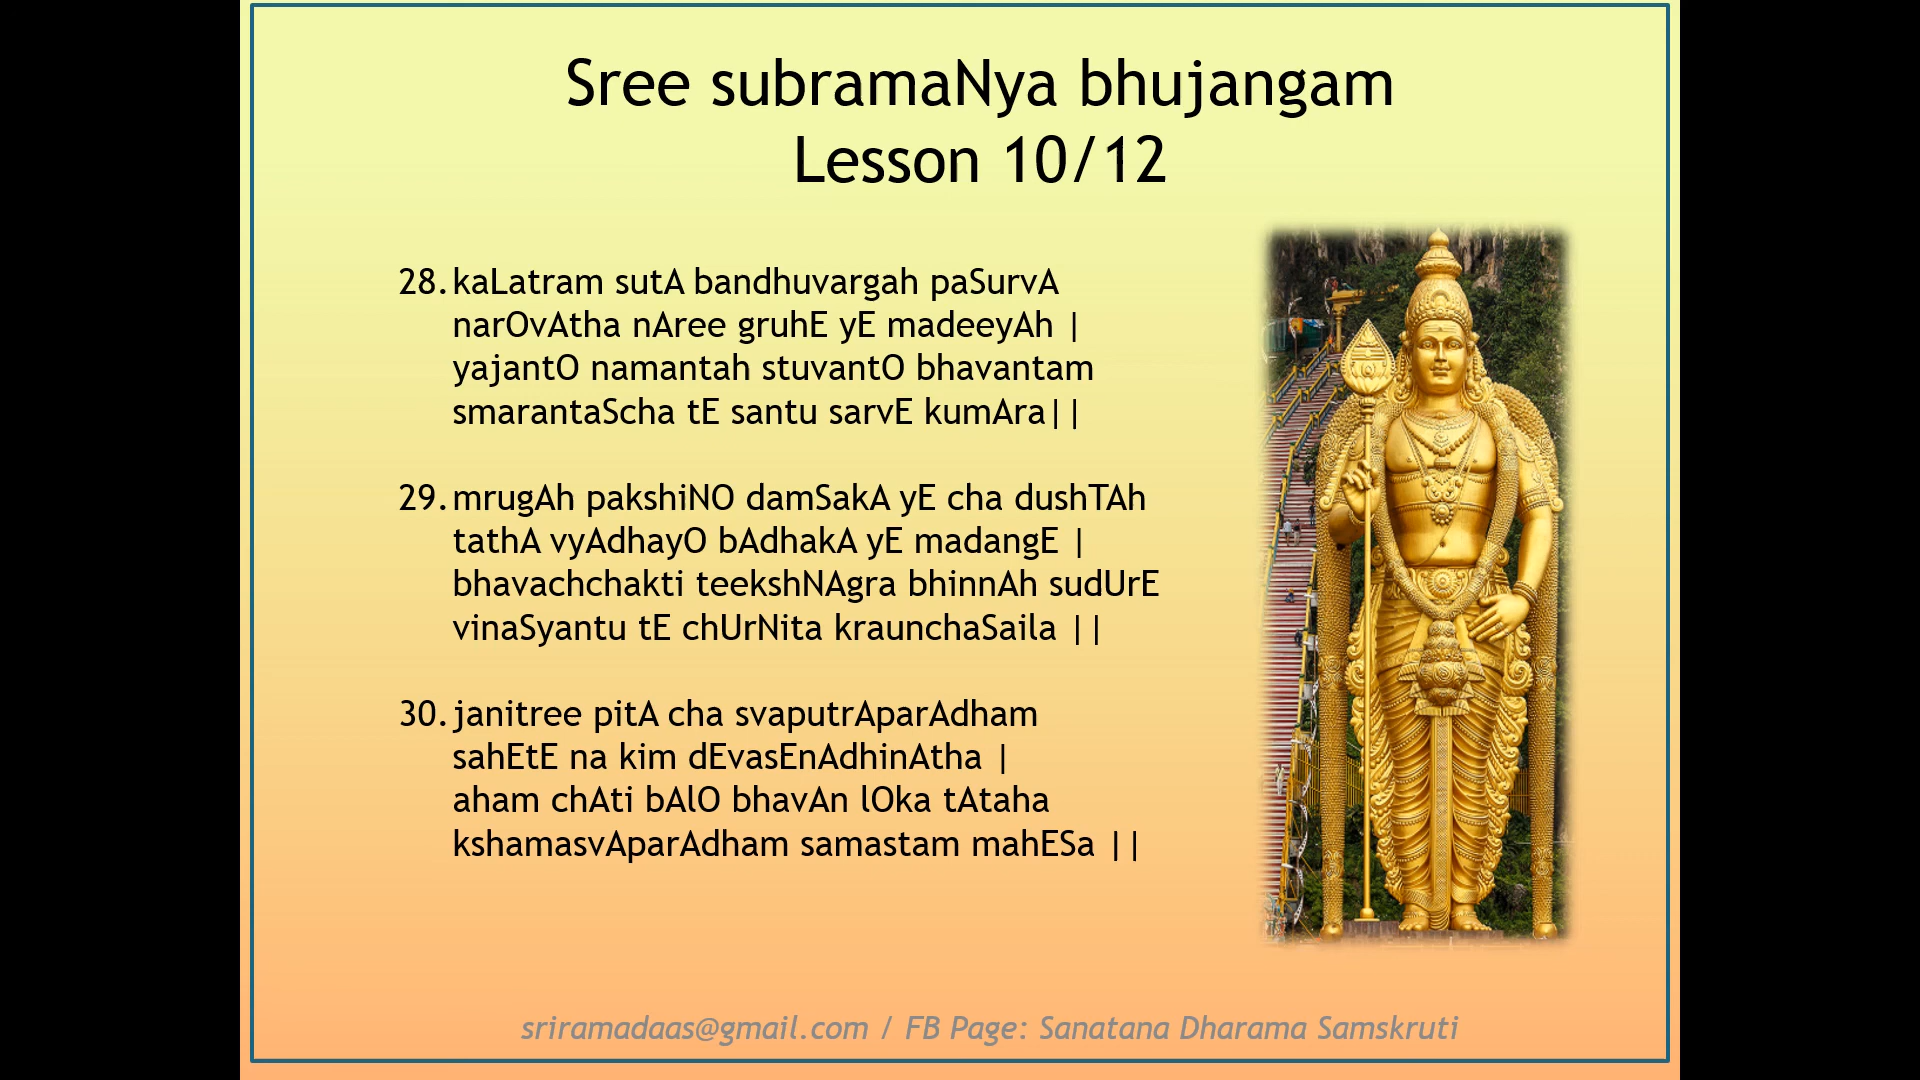 Sree subramaNya bhujangam
Lesson 10/12
28. kaLatram sutA bandhuvargah paSurvA
narOvAtha nAree gruhE yE madeeyAh |
yajantO namantah stuvantO bhavantam
smarantaScha tE santu sarvE kumAra||
29. mrugAh pakshiNO damSakA yE cha dushTAh
tathA vyAdhayO bAdhakA yE madangE |
bhavachchakti teekshNAgra bhinnAh sudUrE
vinaSyantu tE chUrNita kraunchaSaila ||
30. janitree pitA cha svaputrAparAdham
sahEtE na kim dEvasEnAdhinAtha |
aham chAti bAlO bhavAn lOka tAtaha
kshamasvAparAdham samastam mahESa ||
sriramadaas@gmail.com / FB Page: Sanatana Dharama Samskruti